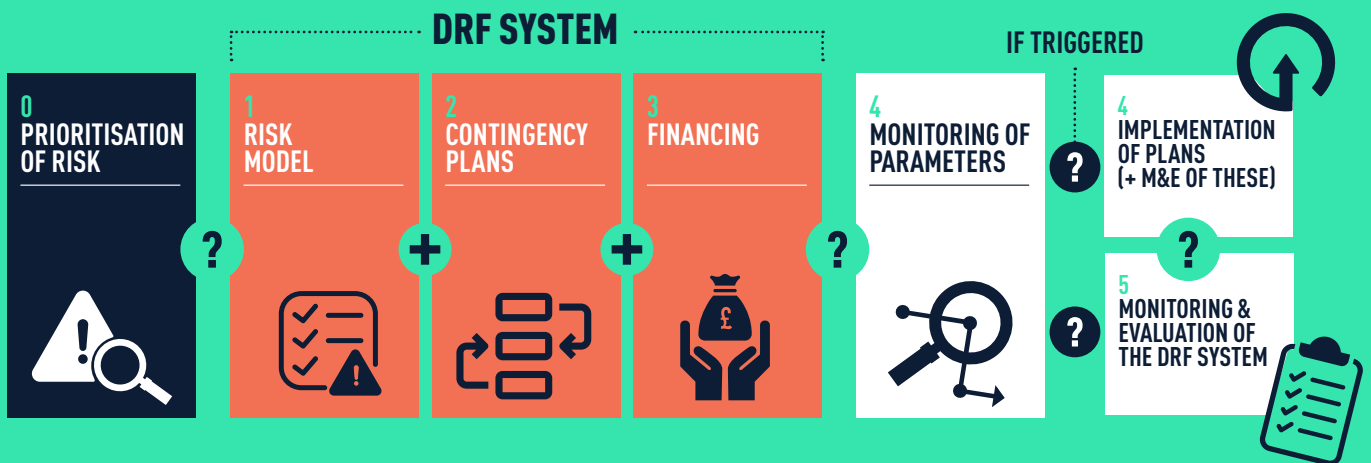 DRF SYSTEM
IF TRIGGERED
0
PRIORITISATION
OF RISK
?
1
RISK
MODEL
+
2
CONTINGENCY
PLANS
+
3
FINANCING
£
?
4
MONITORING OF
PARAMETERS
?
4
IMPLEMENTATION
OF PLANS
(+ M&E OF THESE)
?
?
5
MONITORING &
EVALUATION OF
THE DRF SYSTEM
!
!